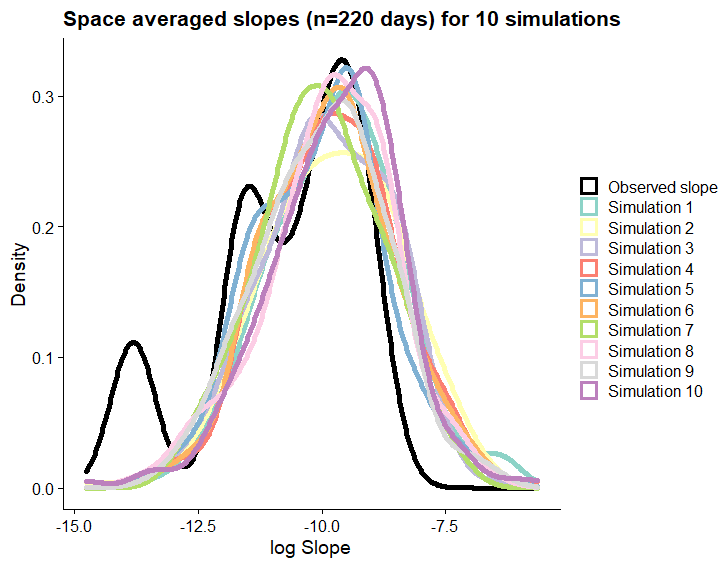 Space averaged slopes (n=220 days) for 10 simulations
Density
0.3
0.2
0.1
0.0
-15.0 -12.5 -10.0 -7.5
log Slope
Observed slope
Simulation 1
Simulation 2
Simulation 3
Simulation 4
Simulation 5
Simulation 6
Simulation 7
Simulation 8
Simulation 9
Simulation 10